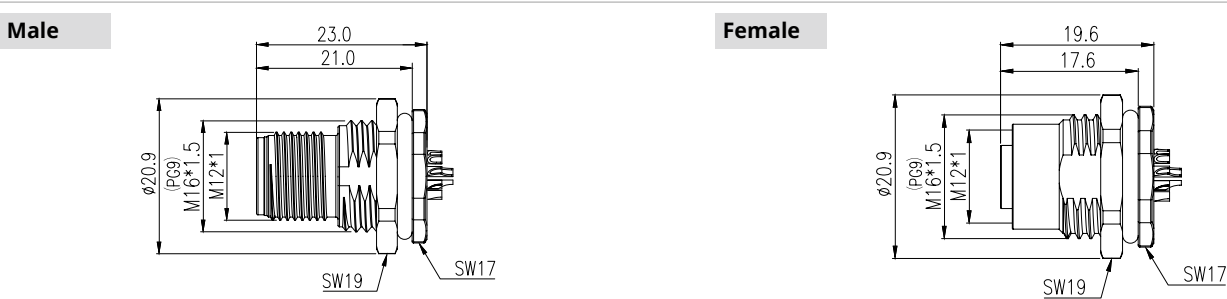 Male
23.0
21.0
ø20.9
(PG9)
M16*1.5
M12*1
SW19
SW17
Female
19.6
17.6
ø20.9
(PG9)
M16*1.5
M12*1
SW19
SW17